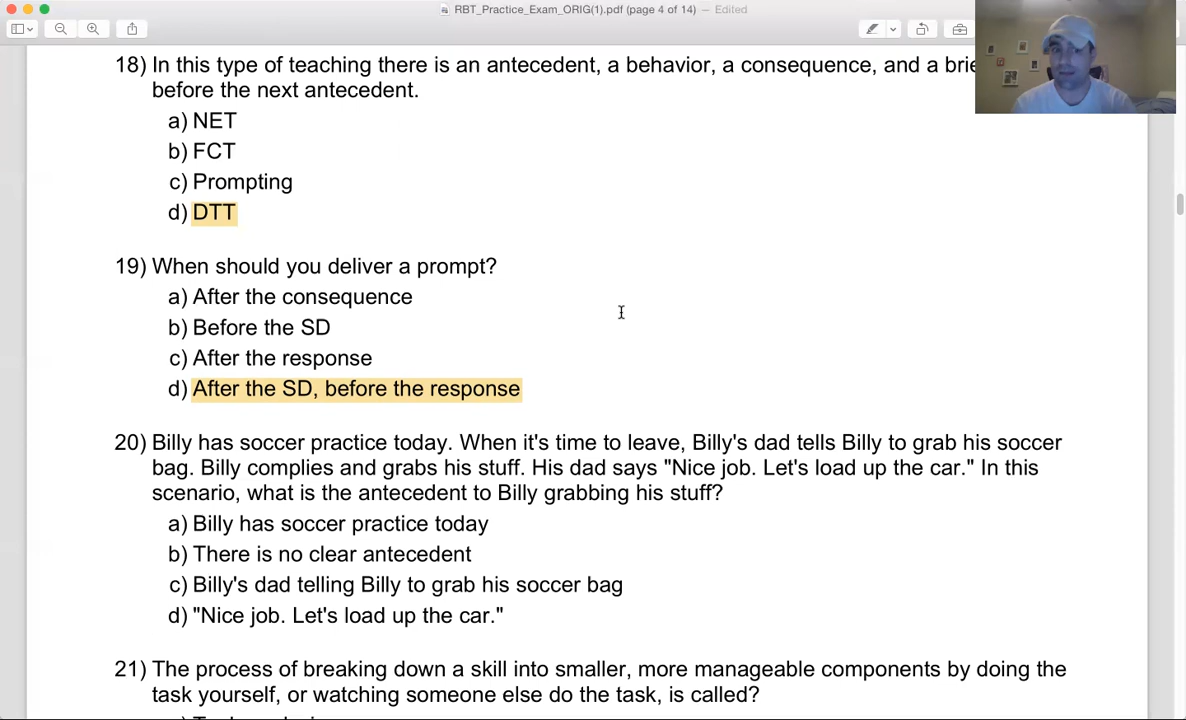 RBT_Practice_Exam_ORIG(1).pdf (page 4 of 14) — Edited
18) In this type of teaching there is an antecedent, a behavior, a consequence, and a
before the next antecedent.
a) NET
b) FCT
c) Prompting
d) DTT
19) When should you deliver a prompt?
a) After the consequence
b) Before the SD
c) After the response
d) After the SD, before the response
20) Billy has soccer practice today. When it's time to leave, Billy's dad tells Billy to grab his soccer
bag. Billy complies and grabs his stuff. His dad says "Nice job. Let's load up the car." In this
scenario, what is the antecedent to Billy grabbing his stuff?
a) Billy has soccer practice today
b) There is no clear antecedent
c) Billy's dad telling Billy to grab his soccer bag
d) "Nice job. Let's load up the car."
21) The process of breaking down a skill into smaller, more manageable components by doing the
task yourself, or watching someone else do the task, is called?